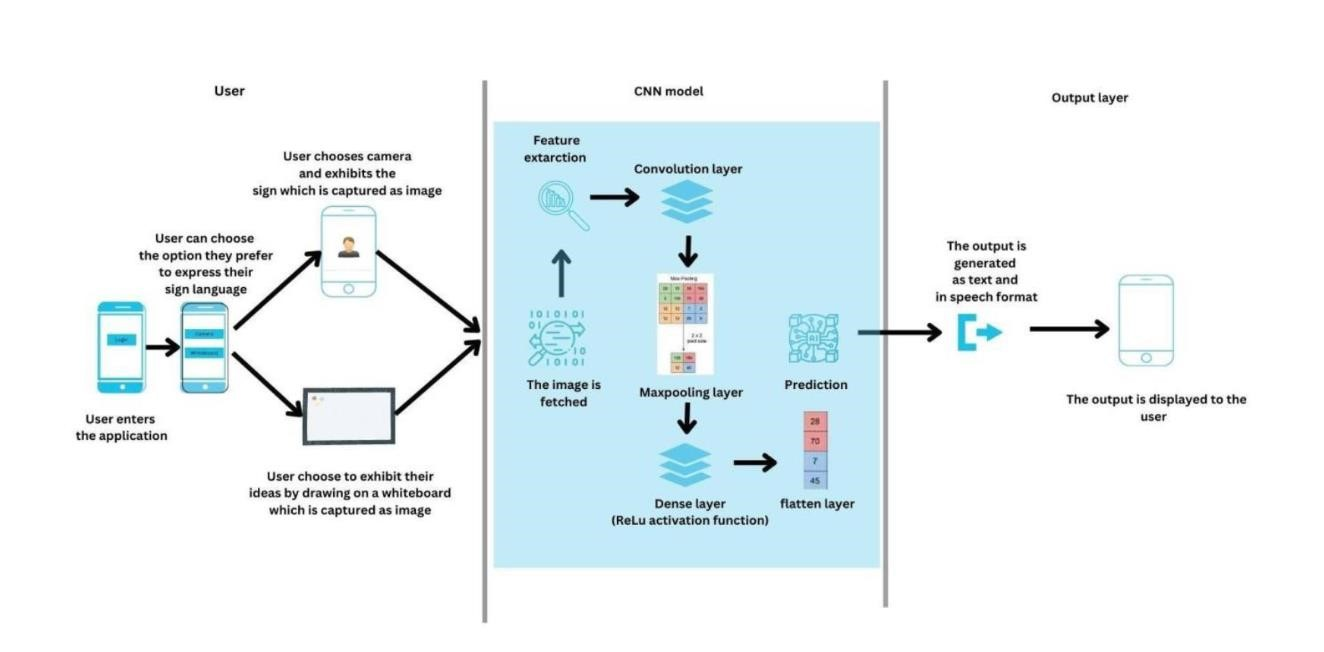 User
CNN model
Output layer
User chooses camera
and exhibits the
sign which is captured as image
User can choose
the option they prefer
to express their
sign language
Login
Camera
Whiteboard
User enters
the application
User choose to exhibit their
ideas by drawing on a whiteboard
which is captured as image
Feature
extarction
Convolution layer
1010101
01
10
10101
The image is
fetched
Max Pooling
2 x 2
pool size
Maxpooling layer
Dense layer
(ReLu activation function)
AI
Prediction
28
70
7
45
flatten layer
The output is
generated
as text and
in speech format
The output is displayed to the
user